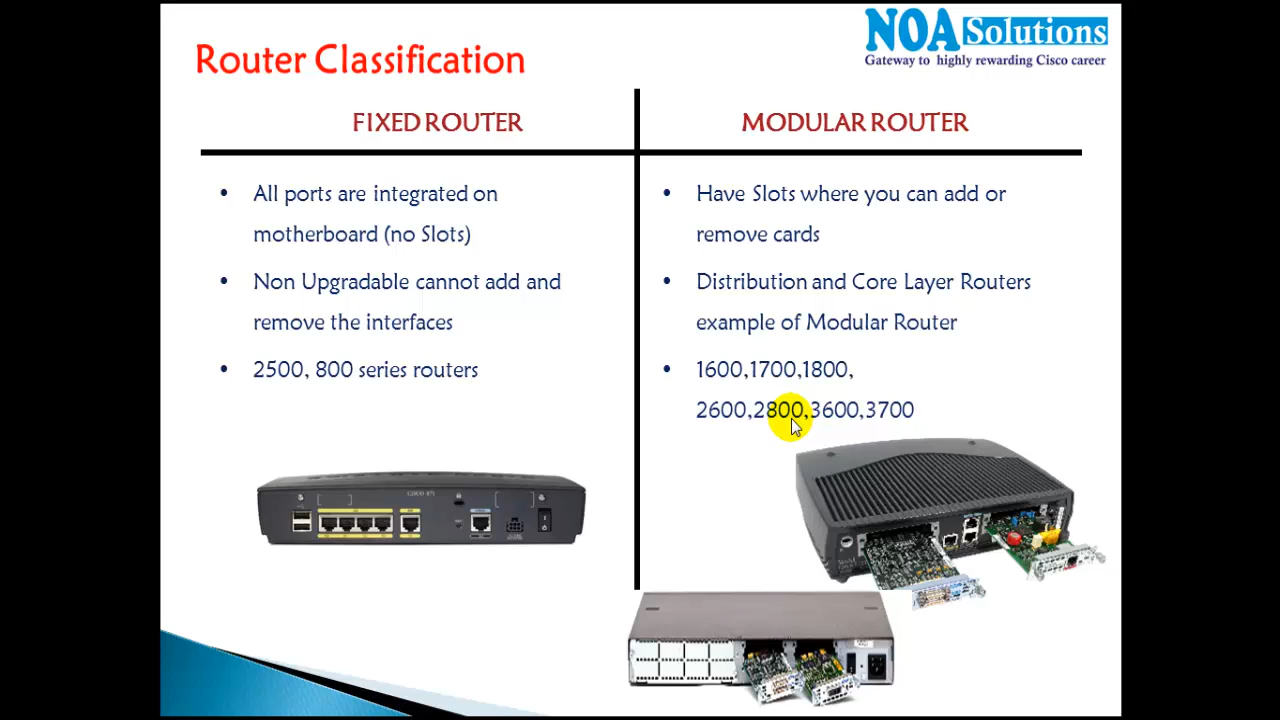 Router Classification
NOA Solutions
Gateway to highly rewarding Cisco career
FIXED ROUTER
All ports are integrated on
motherboard (no Slots)
Non Upgradable cannot add and
remove the interfaces
2500, 800 series routers
MODULAR ROUTER
Have Slots where you can add or
remove cards
Distribution and Core Layer Routers
example of Modular Router
1600,1700,1800,
2600,2800,3600,3700